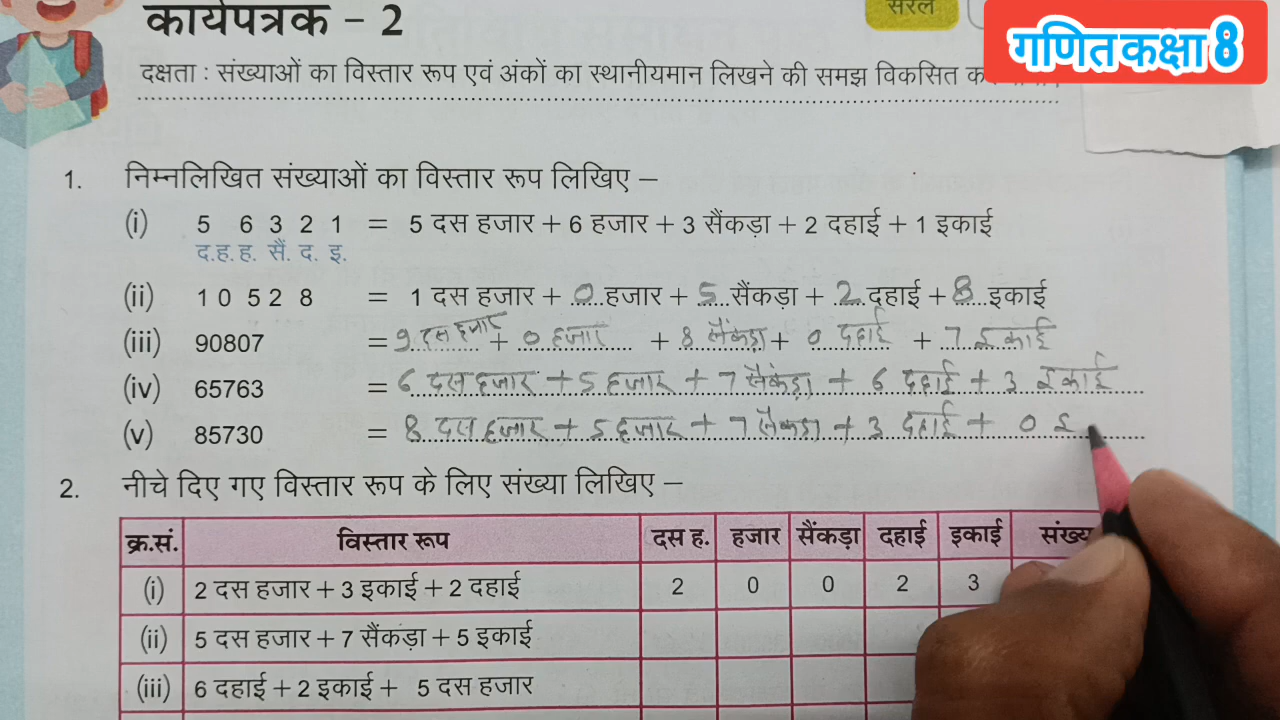 कार्यपत्रक - 2
सरल
गणित कक्षा 8
दक्षता : संख्याओं का विस्तार रूप एवं अंकों का स्थानीयमान लिखने की समझ विकसित
1. निम्नलिखित संख्याओं का विस्तार रूप लिखिए –
(i) 5 6 3 2 1 = 5 दस हजार + 6 हजार + 3 सैंकड़ा + 2 दहाई + 1 इकाई
द.ह. ह. सैं. द. इ.
(ii) 1 0 5 2 8 = 1 दस हजार + 0 हजार + 5 सैंकड़ा + 2 दहाई + 8 इकाई
(iii) 90807 = 9 दस हजार + 0 हजार + 8 सैंकड़ा + 0 दहाई + 7 इकाई
(iv) 65763 = 6 दस हजार + 5 हजार + 7 सैकड़ा + 6 दहाई + 3 इकाई
(v) 85730 = 8 दस हजार + 5 हजार + 7 सैकडा + 3 दहाई + 0 इ
2. नीचे दिए गए विस्तार रूप के लिए संख्या लिखिए –
क्र.सं. विस्तार रूप दस ह. हजार सैंकड़ा दहाई इकाई
(i) 2 दस हजार + 3 इकाई + 2 दहाई 2 0 0 2 3
(ii) 5 दस हजार + 7 सैंकड़ा + 5 इकाई
(iii) 6 दहाई + 2 इकाई + 5 दस हजार